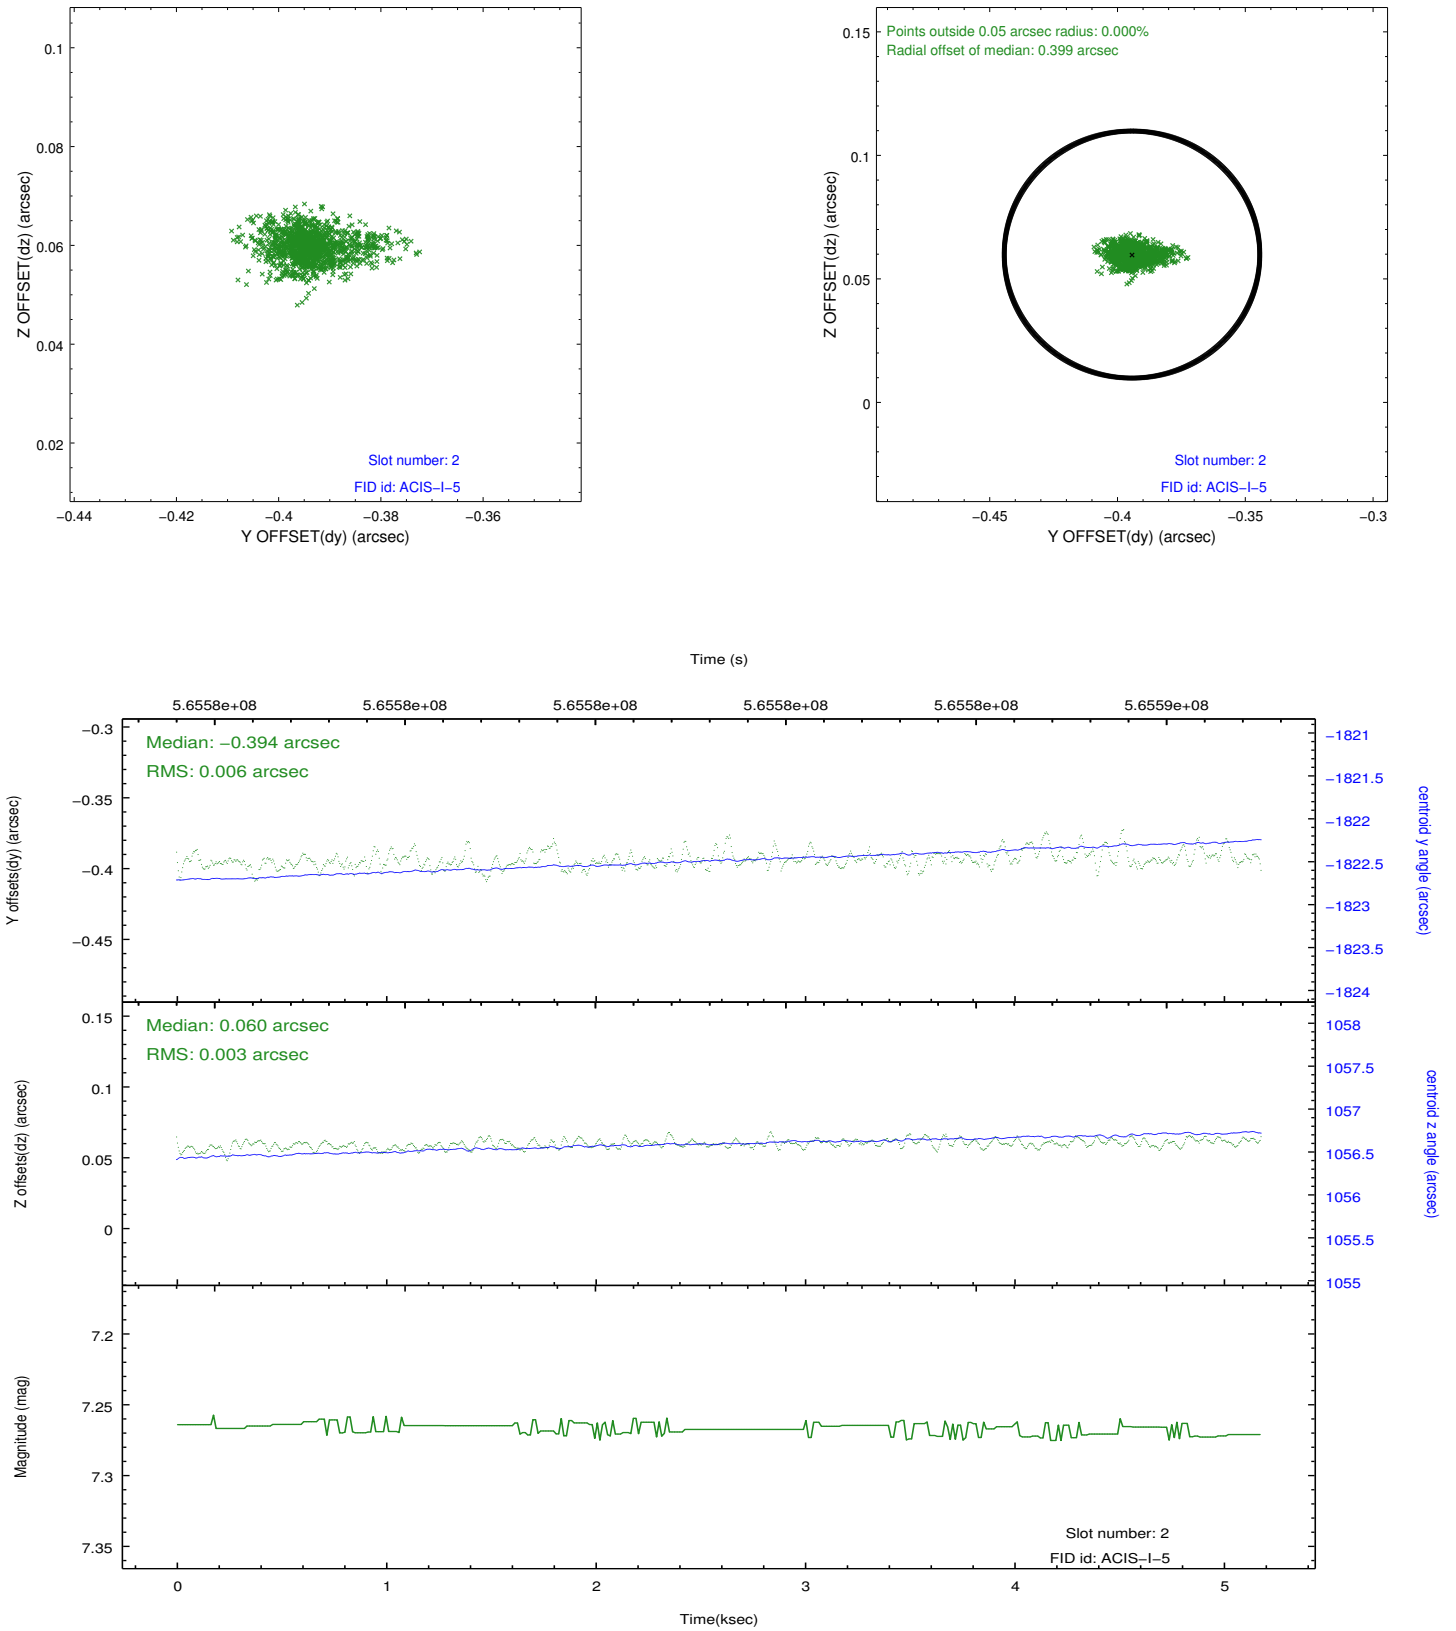 0.1
0.08
0.06
0.04
0.02
Z OFFSET(dz) (arcsec)
Slot number: 2
FID id: ACIS−I−5
−0.44 −0.42 −0.4 −0.38 −0.36
Y OFFSET(dy) (arcsec)
Points outside 0.05 arcsec radius: 0.000%
Radial offset of median: 0.399 arcsec
0.15
0.1
0.05
0
Z OFFSET(dz) (arcsec)
Slot number: 2
FID id: ACIS−I−5
−0.45 −0.4 −0.35 −0.3
Y OFFSET(dy) (arcsec)
Time (s)
5.6558e+08 5.6558e+08 5.6558e+08 5.6558e+08 5.6558e+08 5.6559e+08
Median: −0.394 arcsec
RMS: 0.006 arcsec
−0.3
−0.35
−0.4
−0.45
Y offsets(dy) (arcsec)
−1821
−1821.5
−1822
−1822.5
−1823
−1823.5
−1824
centroid y angle (arcsec)
Median: 0.060 arcsec
RMS: 0.003 arcsec
0.15
0.1
0.05
0
Z offsets(dz) (arcsec)
1058
1057.5
1057
1056.5
1056
1055.5
1055
centroid z angle (arcsec)
7.2
7.25
7.3
7.35
Magnitude (mag)
Slot number: 2
FID id: ACIS−I−5
0 1 2 3 4 5
Time(ksec)